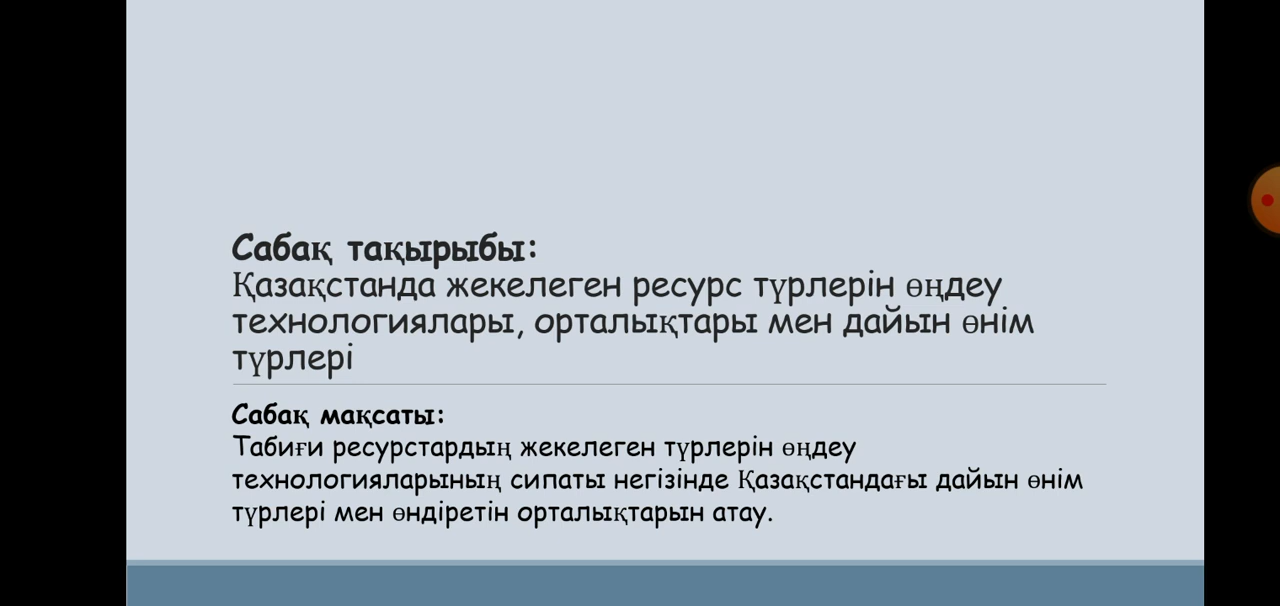 Сабақ тақырыбы:
Қазақстанда жекелеген ресурс түрлерін өңдеу
технологиялары, орталықтары мен дайын өнім
түрлері
Сабақ мақсаты:
Табиғи ресурстардың жекелеген түрлерін өңдеу
технологияларының сипаты негізінде Қазақстандағы дайын өнім
түрлері мен өндіретін орталықтарын атау.